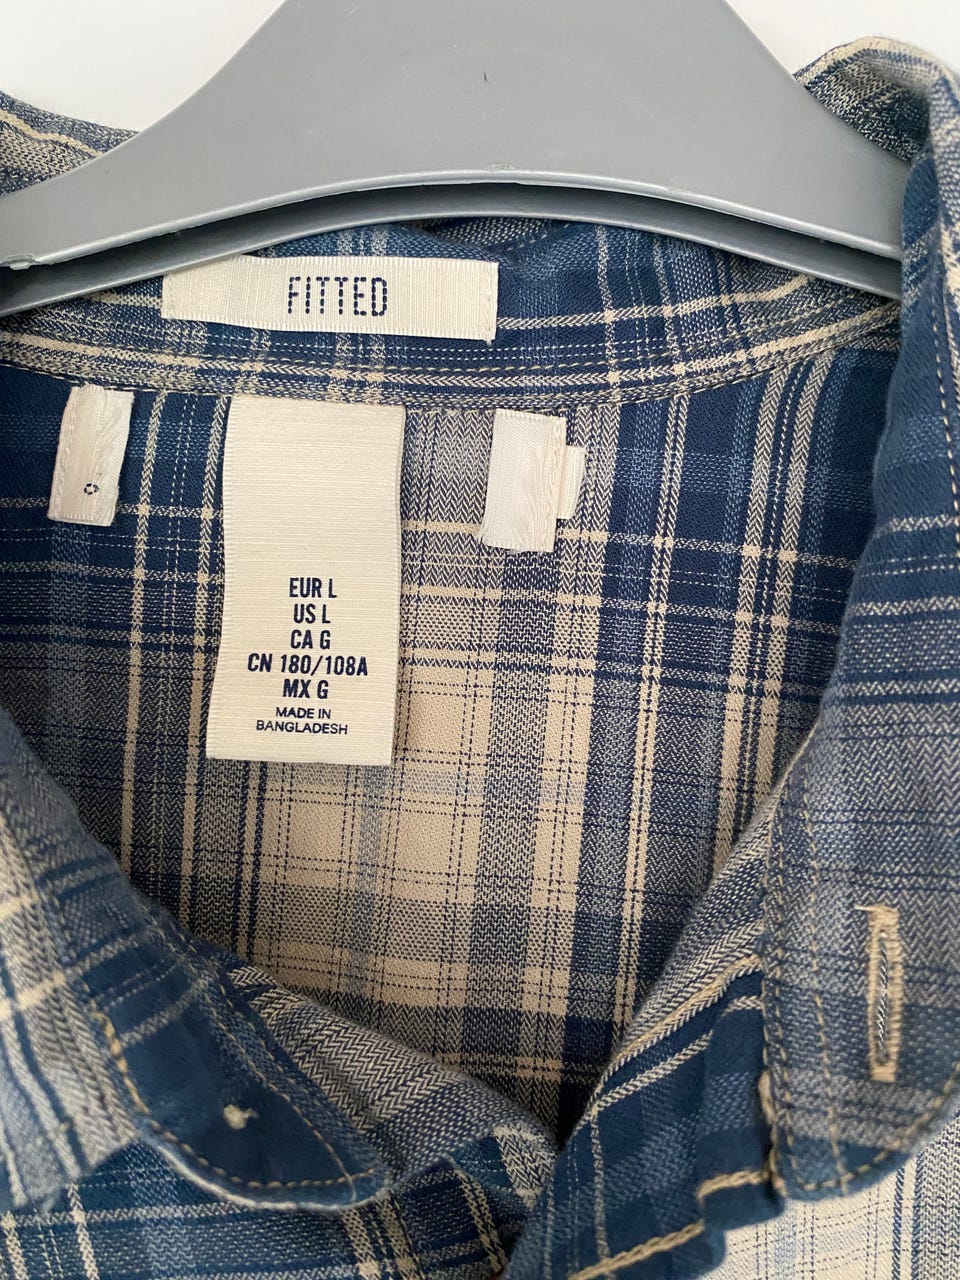 FITTED
EUR L
US L
CA G
CN 180/108A
MX G
MADE IN
BANGLADESH